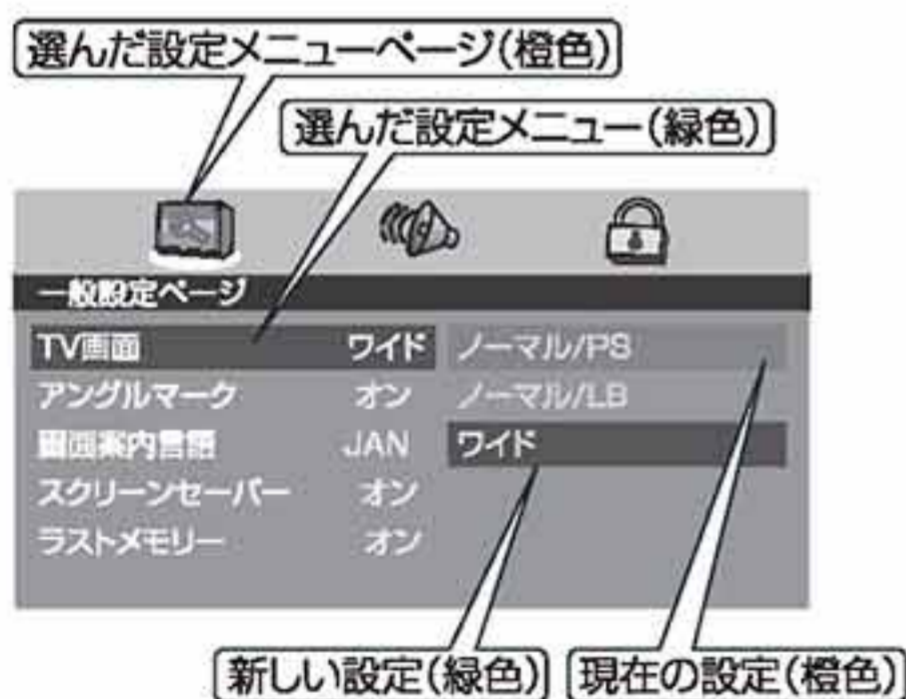 選んだ設定メニューページ(橙色)
選んだ設定メニュー(緑色)
一般設定ページ
TV画面 ワイド ノーマル/PS
アングルマーク オン ノーマル/LB
画面案内言語 JAN ワイド
スクリーンセーバー オン
ラストメモリー オン
新しい設定(緑色) 現在の設定(橙色)